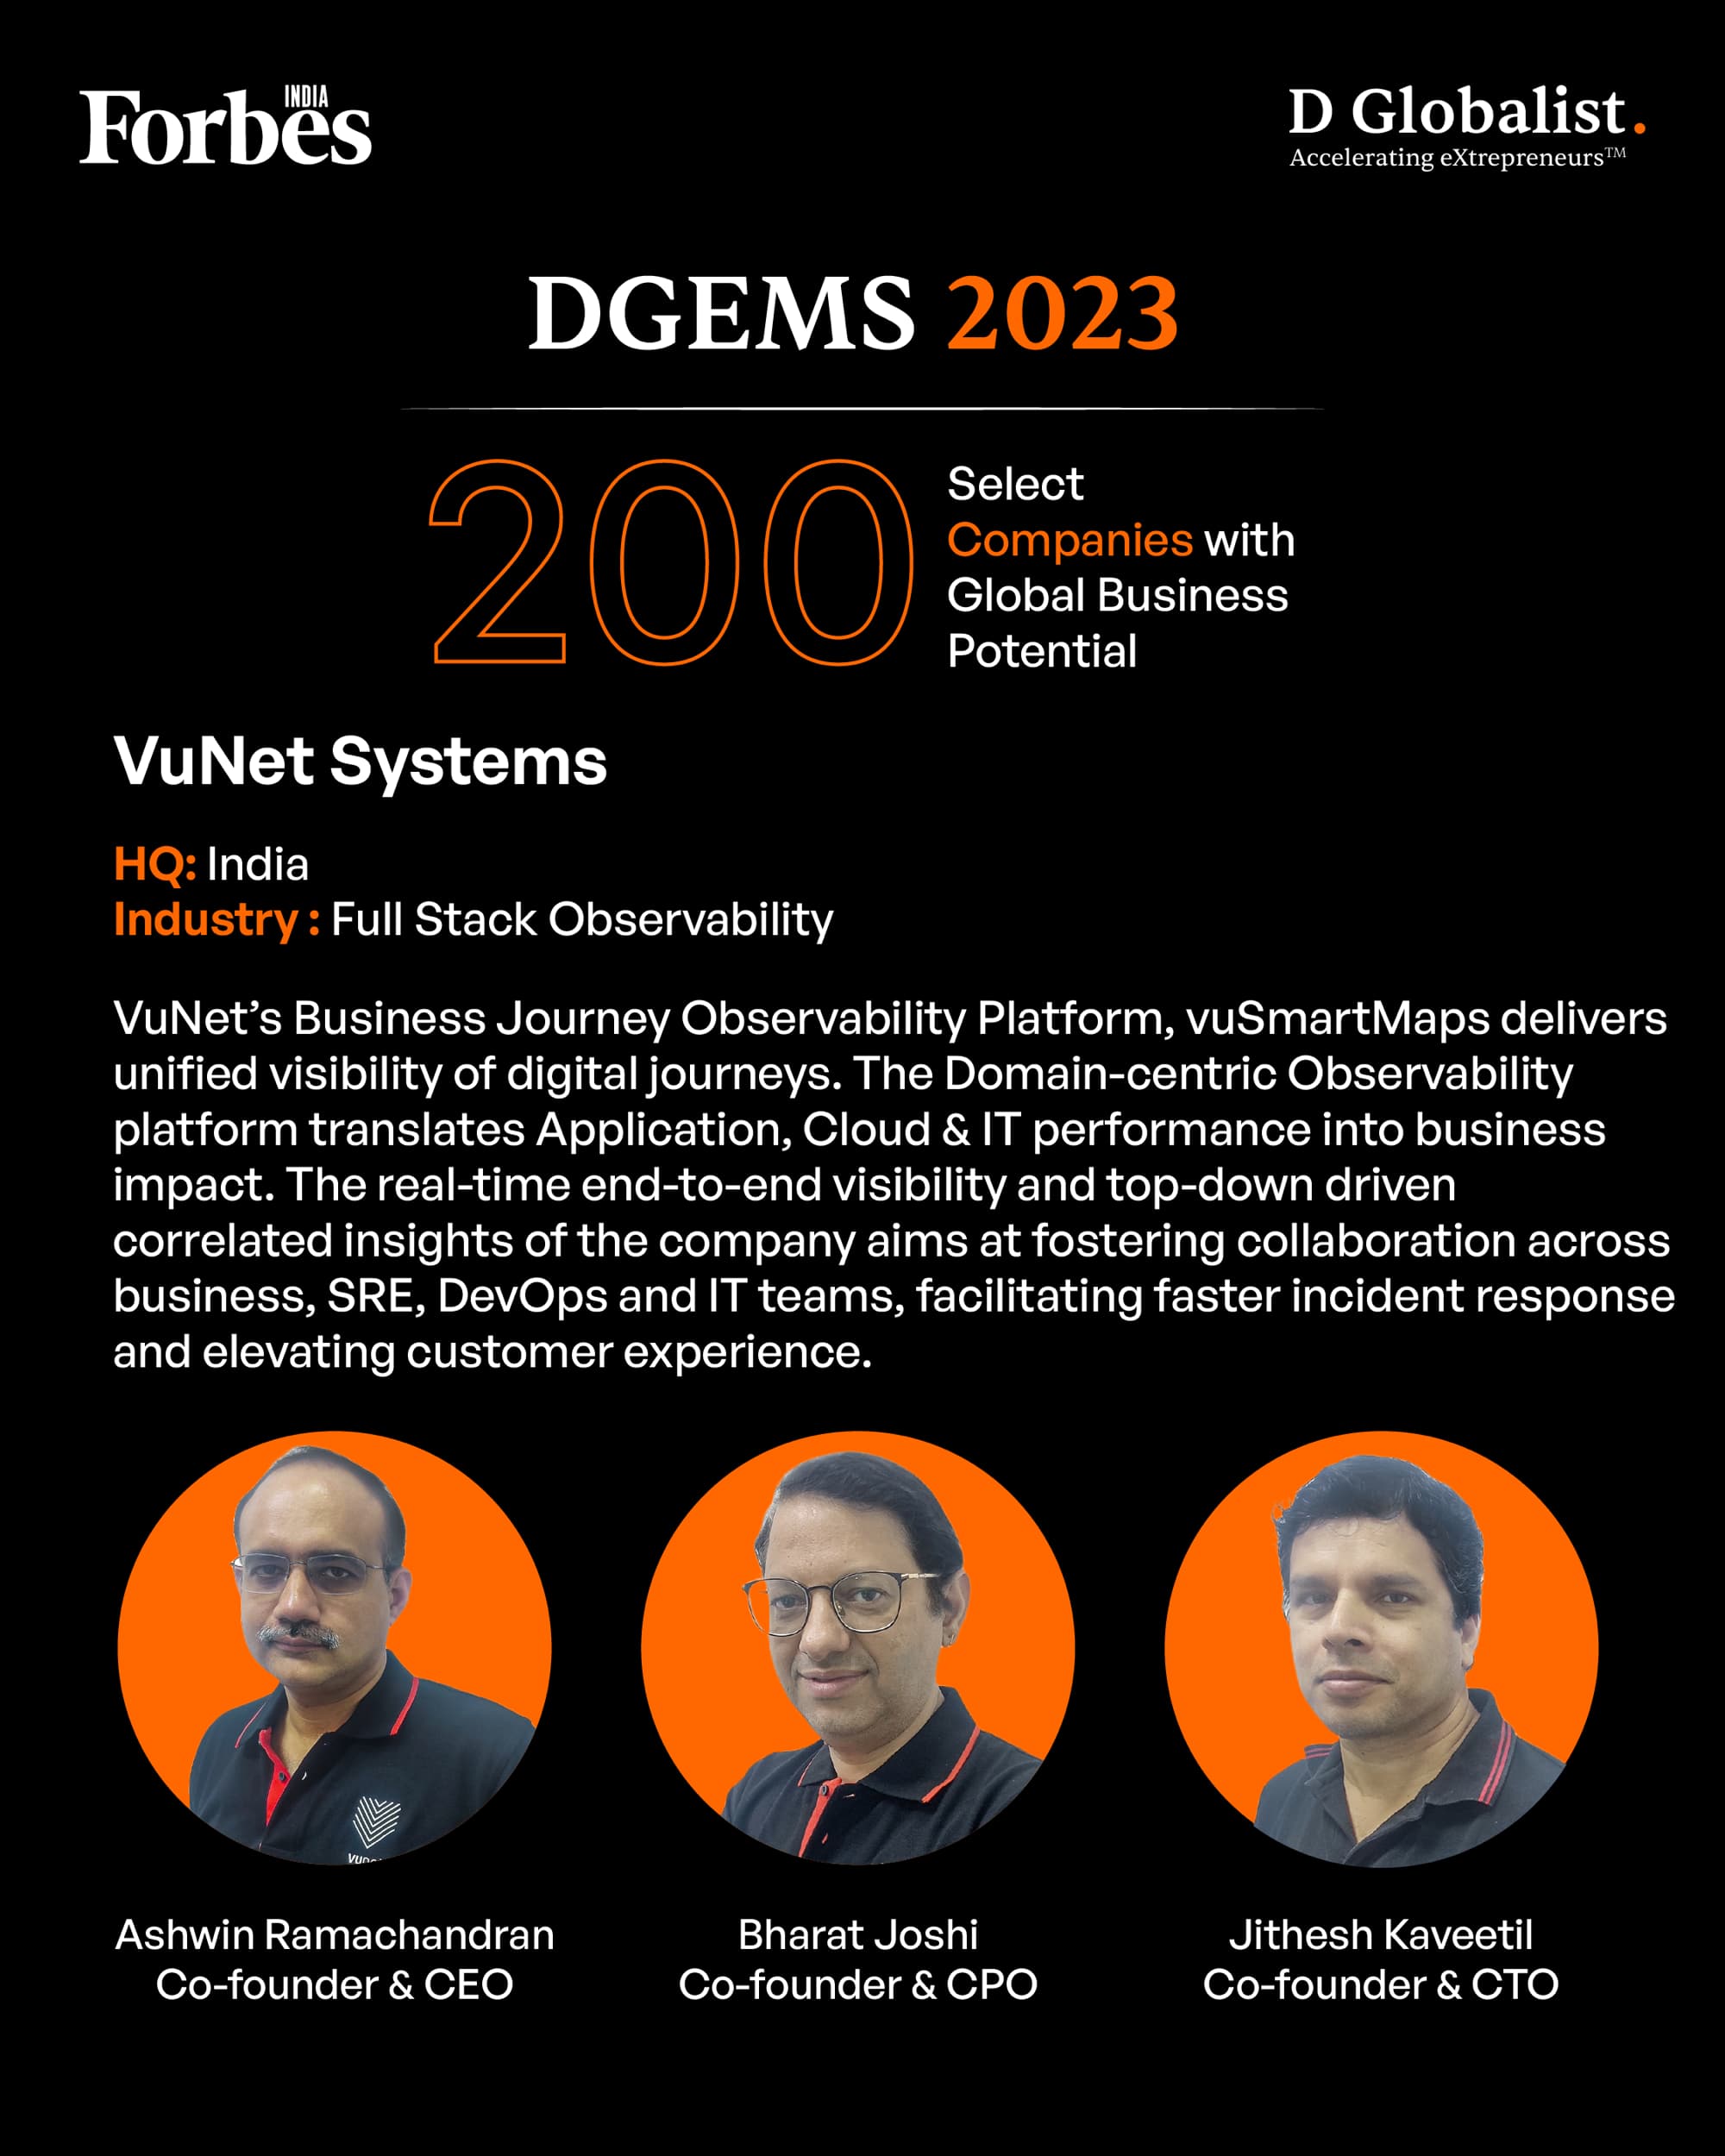 Forbes INDIA
D Globalist.
Accelerating eXtrepreneurs™
DGEMS 2023
200
Select
Companies with
Global Business
Potential
VuNet Systems
HQ: India
Industry : Full Stack Observability
VuNet’s Business Journey Observability Platform, vuSmartMaps delivers
unified visibility of digital journeys. The Domain-centric Observability
platform translates Application, Cloud & IT performance into business
impact. The real-time end-to-end visibility and top-down driven
correlated insights of the company aims at fostering collaboration across
business, SRE, DevOps and IT teams, facilitating faster incident response
and elevating customer experience.
Ashwin Ramachandran
Co-founder & CEO
Bharat Joshi
Co-founder & CPO
Jithesh Kaveetil
Co-founder & CTO